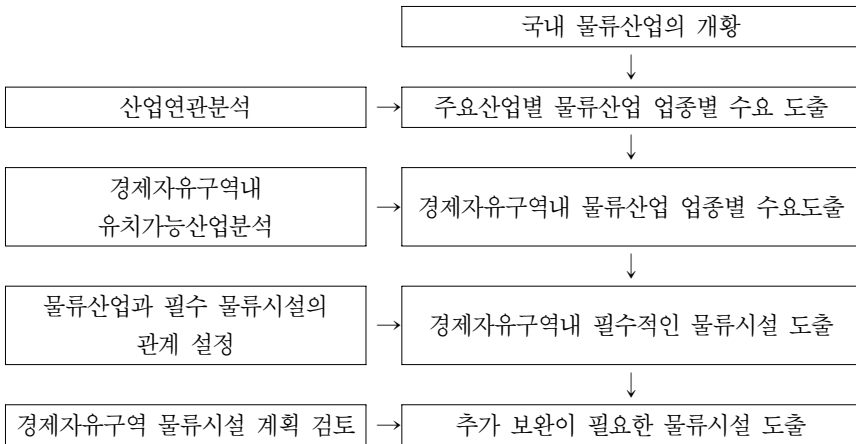 국내 물류산업의 개황
↓
산업연관분석 → 주요산업별 물류산업 업종별 수요 도출
↓
경제자유구역내
유치가능산업분석
→ 경제자유구역내 물류산업 업종별 수요도출
↓
물류산업과 필수 물류시설의
관계 설정
→ 경제자유구역내 필수적인 물류시설 도출
↓
경제자유구역 물류시설 계획 검토 → 추가 보완이 필요한 물류시설 도출